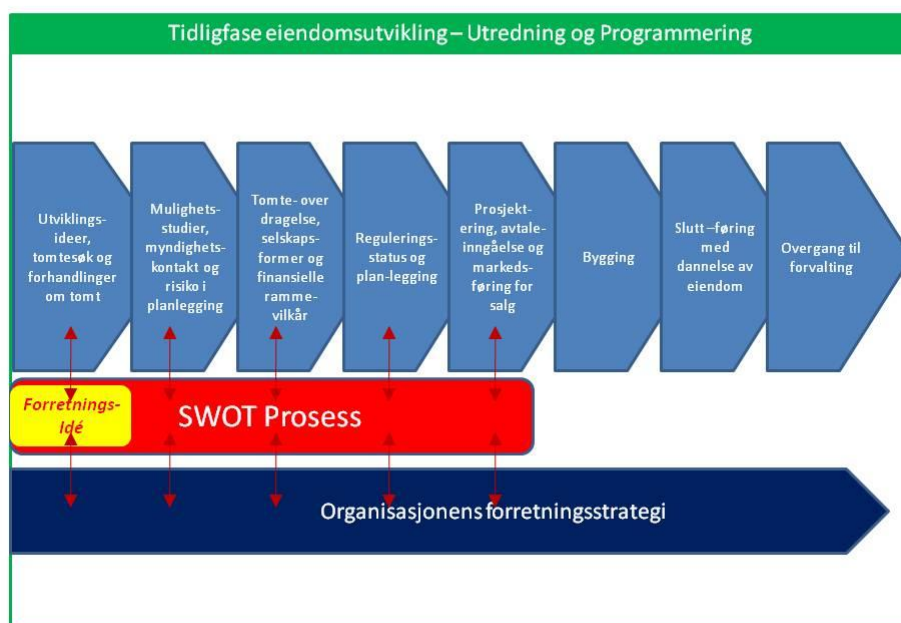 Tidligfase eiendomsutvikling – Utredning og Programmering
Utviklings-
ideer,
tomtesøk og
forhandlinger
om tomt
Mulighets-
studier,
myndighets-
kontakt og
risiko i
planlegging
Tomte- over
dragelse,
selskaps-
former og
finansielle
ramme-
vilkår
Regulerings-
status og
plan-legging
Prosjekt-
ering, avtale-
inngåelse og
markeds-
føring for
salg
Bygging
Slutt –føring
med
dannelse av
eiendom
Overgang til
forvalting
Forretnings-
idé
SWOT Prosess
Organisasjonens forretningsstrategi